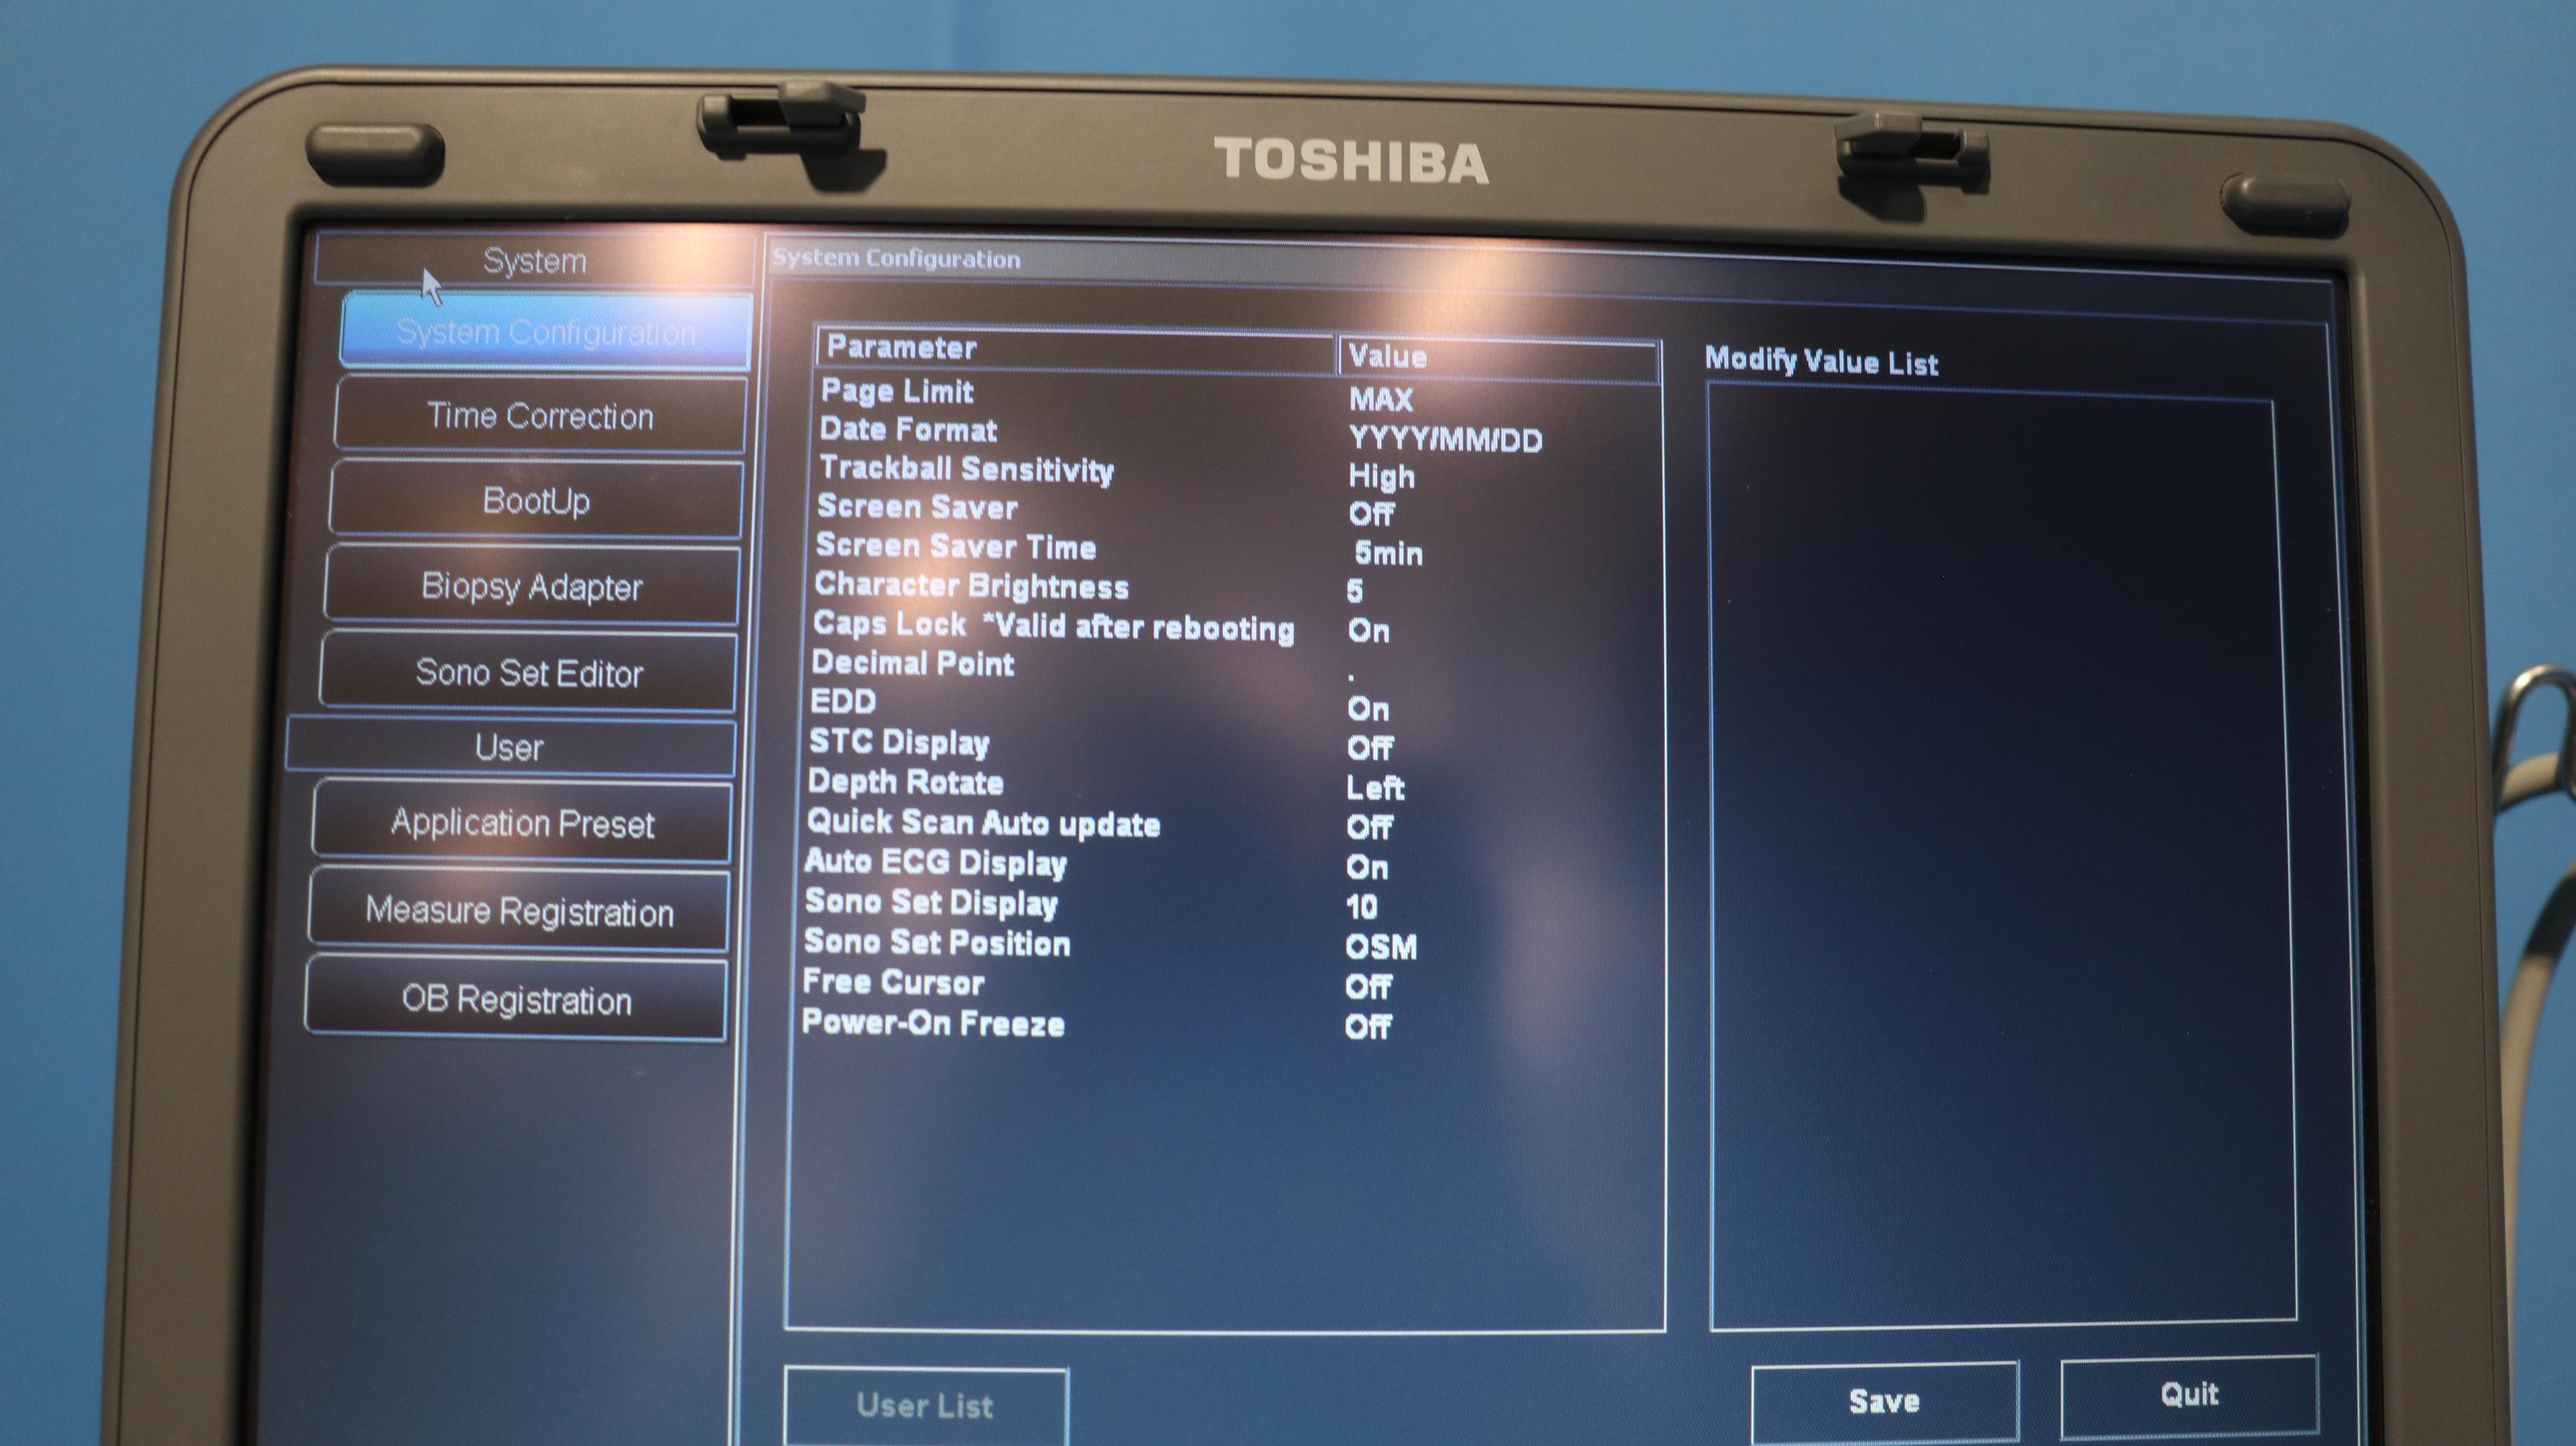 TOSHIBA
System
System Configuration
Time Correction
BootUp
Biopsy Adapter
Sono Set Editor
User
Application Preset
Measure Registration
OB Registration
System Configuration
Parameter Value
Page Limit MAX
Date Format YYYY/MM/DD
Trackball Sensitivity High
Screen Saver Off
Screen Saver Time 5min
Character Brightness 5
Caps Lock *Valid after rebooting On
Decimal Point .
EDD On
STC Display Off
Depth Rotate Left
Quick Scan Auto update Off
Auto ECG Display On
Sono Set Display 10
Sono Set Position OSM
Free Cursor Off
Power-On Freeze Off
Modify Value List
User List
Save
Quit